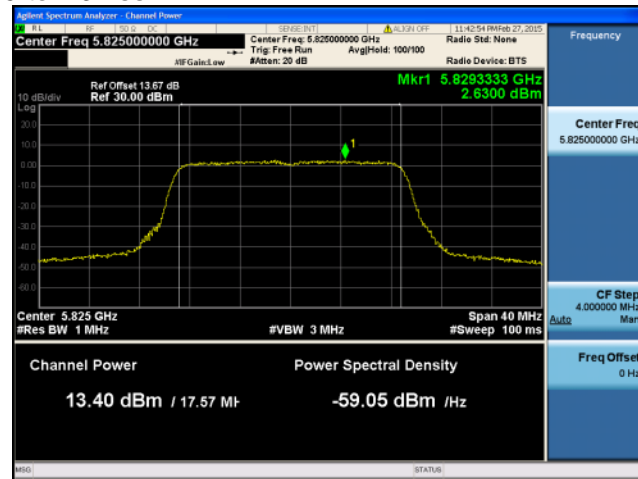 Agilent Spectrum Analyzer - Channel Power
RL RF 50 Ω DC SENSE:INT ALIGN OFF 11:42:54 PM Feb 27, 2015
Center Freq 5.825000000 GHz
Center Freq: 5.825000000 GHz
Radio Std: None
Trig: Free Run
Avg|Hold: 100/100
#IFGain:Low
#Atten: 20 dB
Radio Device: BTS
Ref Offset 13.67 dB
Mkr1 5.8293333 GHz
10 dB/div
Ref 30.00 dBm
2.6300 dBm
Log
20.0
10.0
1
0.00
-10.0
-20.0
-30.0
-40.0
-50.0
-60.0
Center 5.825 GHz
Span 40 MHz
#Res BW 1 MHz
#VBW 3 MHz
#Sweep 100 ms
Channel Power
Power Spectral Density
13.40 dBm / 17.57 MH
-59.05 dBm /Hz
MSG
STATUS
Frequency
Center Freq
5.825000000 GHz
CF Step
4.000000 MHz
Auto Man
Freq Offset
0 Hz